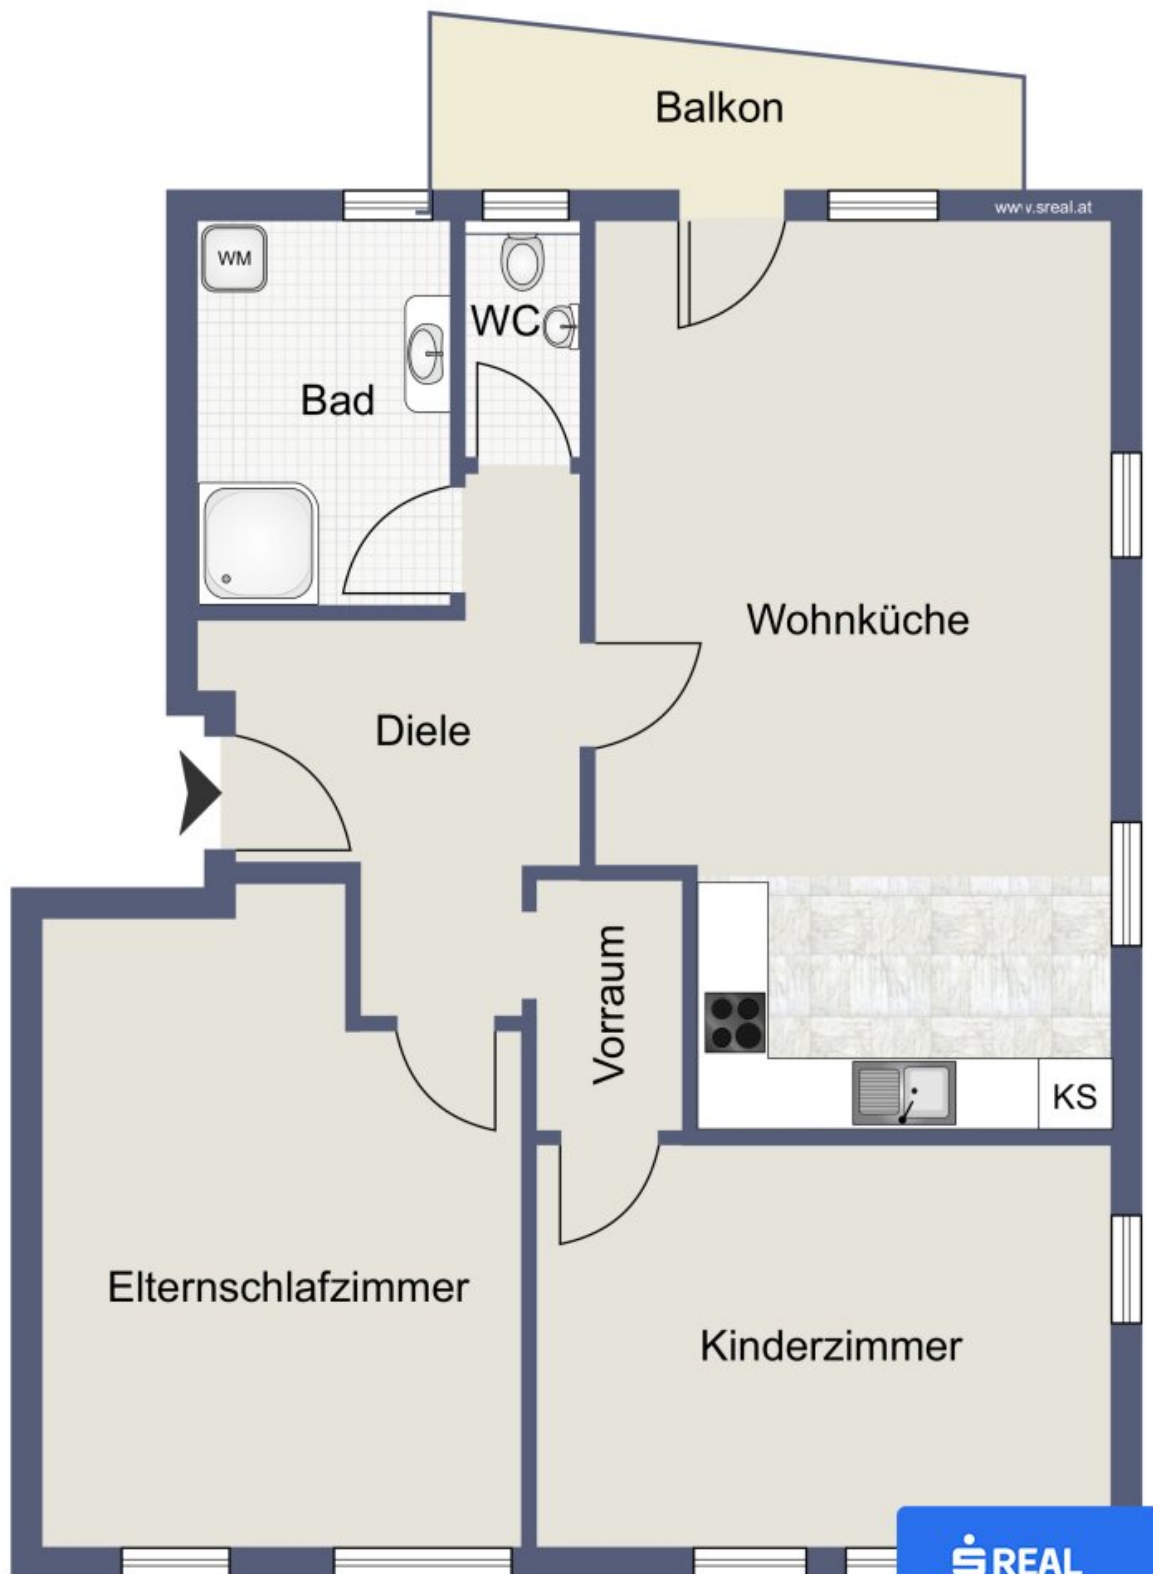 Balkon
www.sreal.at
WM
WC
Bad
Wohnküche
Diele
Vorraum
KS
Elternschlafzimmer
Kinderzimmer
REAL